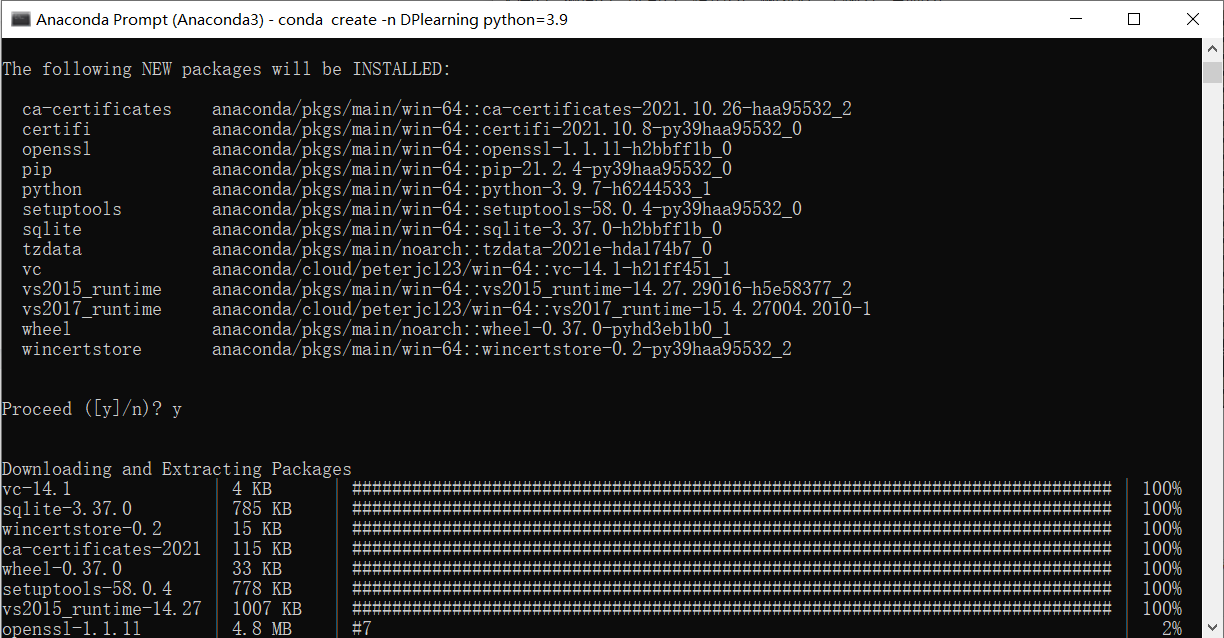 Anaconda Prompt (Anaconda3) - conda  create -n DPlearning python=3.9
The following NEW packages will be INSTALLED:
ca-certificates    anaconda/pkgs/main/win-64::ca-certificates-2021.10.26-haa95532_2
certifi            anaconda/pkgs/main/win-64::certifi-2021.10.8-py39haa95532_0
openssl            anaconda/pkgs/main/win-64::openssl-1.1.1l-h2bbff1b_0
pip                anaconda/pkgs/main/win-64::pip-21.2.4-py39haa95532_0
python             anaconda/pkgs/main/win-64::python-3.9.7-h6244533_1
setuptools         anaconda/pkgs/main/win-64::setuptools-58.0.4-py39haa95532_0
sqlite             anaconda/pkgs/main/win-64::sqlite-3.37.0-h2bbff1b_0
tzdata             anaconda/pkgs/main/noarch::tzdata-2021e-hda174b7_0
vc                 anaconda/cloud/peterjc123/win-64::vc-14.1-h21ff451_1
vs2015_runtime     anaconda/pkgs/main/win-64::vs2015_runtime-14.27.29016-h5e58377_2
vs2017_runtime     anaconda/cloud/peterjc123/win-64::vs2017_runtime-15.4.27004.2010-1
wheel              anaconda/pkgs/main/noarch::wheel-0.37.0-pyhd3eb1b0_1
wincertstore       anaconda/pkgs/main/win-64::wincertstore-0.2-py39haa95532_2
Proceed ([y]/n)? y
Downloading and Extracting Packages
vc-14.1              | 4 KB      | ############################################################################ | 100%
sqlite-3.37.0        | 785 KB    | ############################################################################ | 100%
wincertstore-0.2     | 15 KB     | ############################################################################ | 100%
ca-certificates-2021 | 115 KB    | ############################################################################ | 100%
wheel-0.37.0         | 33 KB     | ############################################################################ | 100%
setuptools-58.0.4    | 778 KB    | ############################################################################ | 100%
vs2015_runtime-14.27 | 1007 KB   | ############################################################################ | 100%
openssl-1.1.1l       | 4.8 MB    | #7                                                                           |   2%